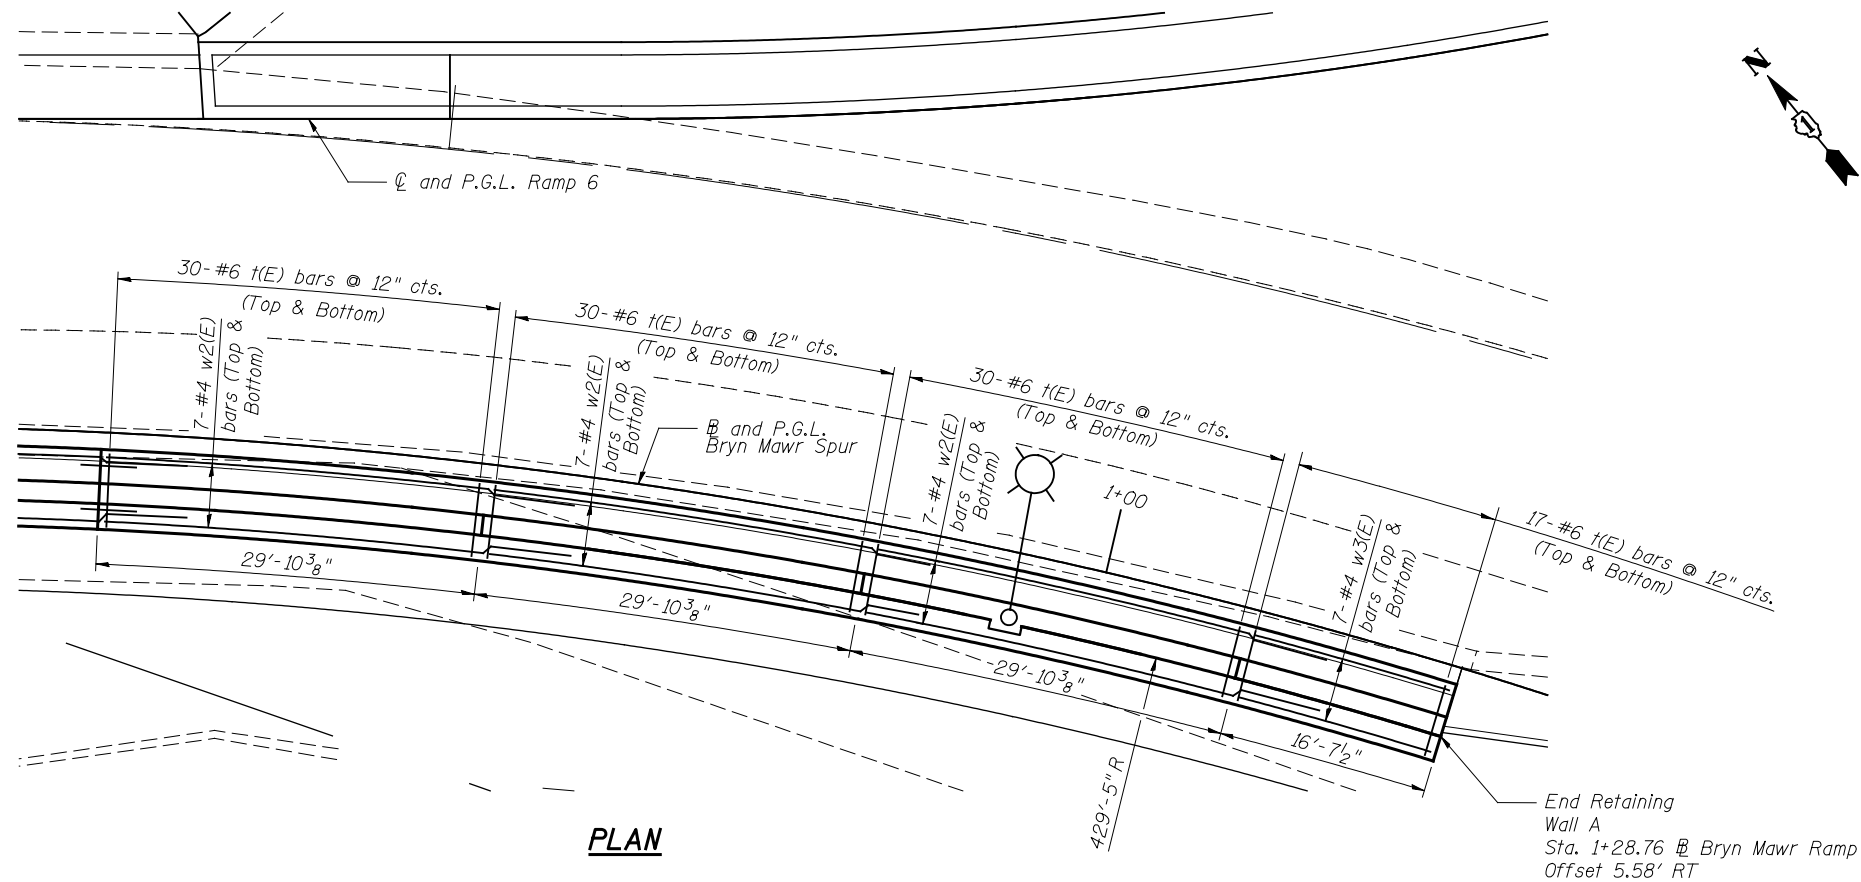 N
1
℄ and P.G.L. Ramp 6
30-#6 t(E) bars @ 12" cts.
(Top & Bottom)
30-#6 t(E) bars @ 12" cts.
(Top & Bottom)
30-#6 t(E) bars @ 12" cts.
(Top & Bottom)
17-#6 t(E) bars @ 12" cts.
(Top & Bottom)
7-#4 w2(E)
bars (Top &
Bottom)
7-#4 w2(E)
bars (Top &
Bottom)
7-#4 w2(E)
bars (Top &
Bottom)
7-#4 w3(E)
bars (Top &
Bottom)
B and P.G.L.
Bryn Mawr Spur
1+00
29'-10 3/8"
29'-10 3/8"
29'-10 3/8"
16'-7 1/2"
429'-5" R
PLAN
End Retaining
Wall A
Sta. 1+28.76 B Bryn Mawr Ramp
Offset 5.58' RT